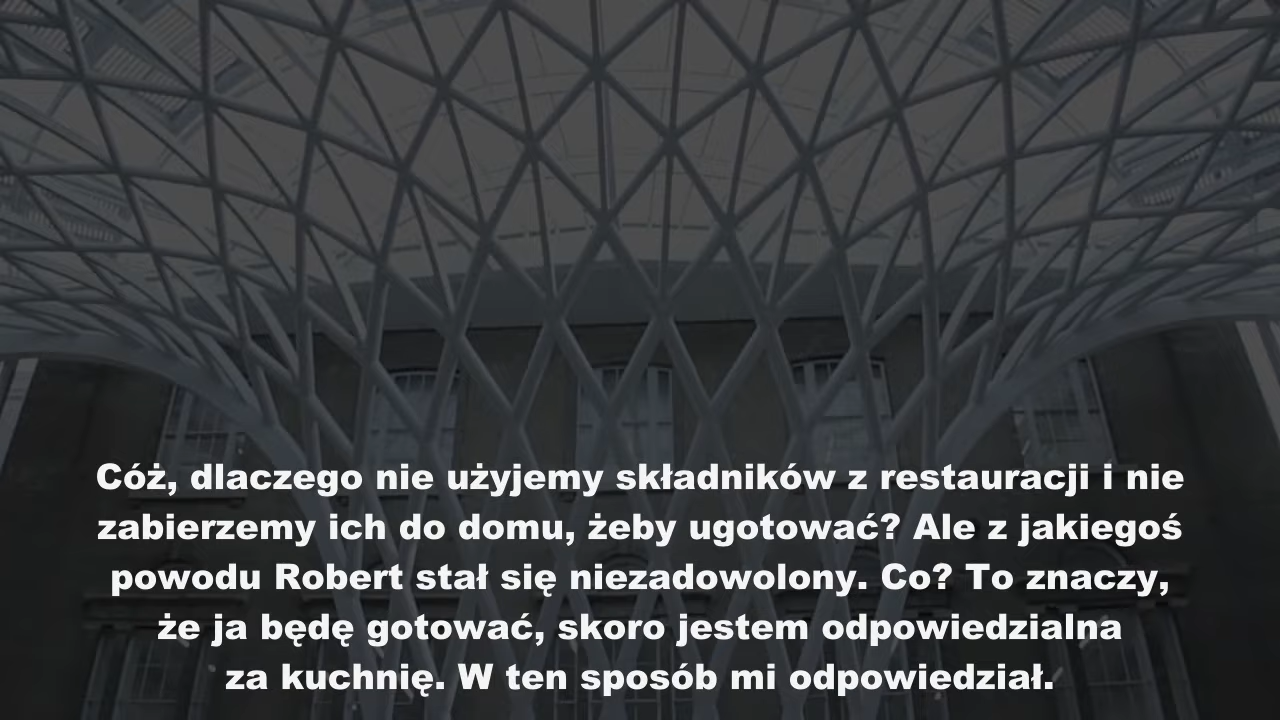 Cóż, dlaczego nie użyjemy składników z restauracji i nie
zabierzemy ich do domu, żeby ugotować? Ale z jakiegoś
powodu Robert stał się niezadowolony. Co? To znaczy,
że ja będę gotować, skoro jestem odpowiedzialna
za kuchnię. W ten sposób mi odpowiedział.